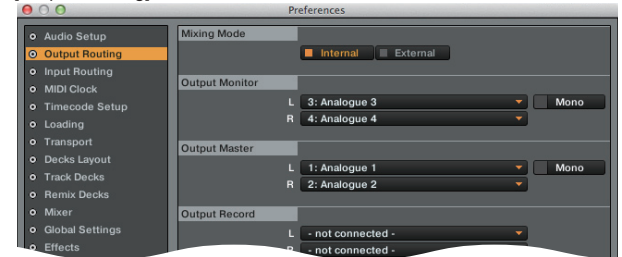 Preferences
Audio Setup
Output Routing
Input Routing
MIDI Clock
Timecode Setup
Loading
Transport
Decks Layout
Track Decks
Remix Decks
Mixer
Global Settings
Effects
Mixing Mode
Internal External
Output Monitor
L 3: Analogue 3 Mono
R 4: Analogue 4
Output Master
L 1: Analogue 1 Mono
R 2: Analogue 2
Output Record
L - not connected -
R - not connected -